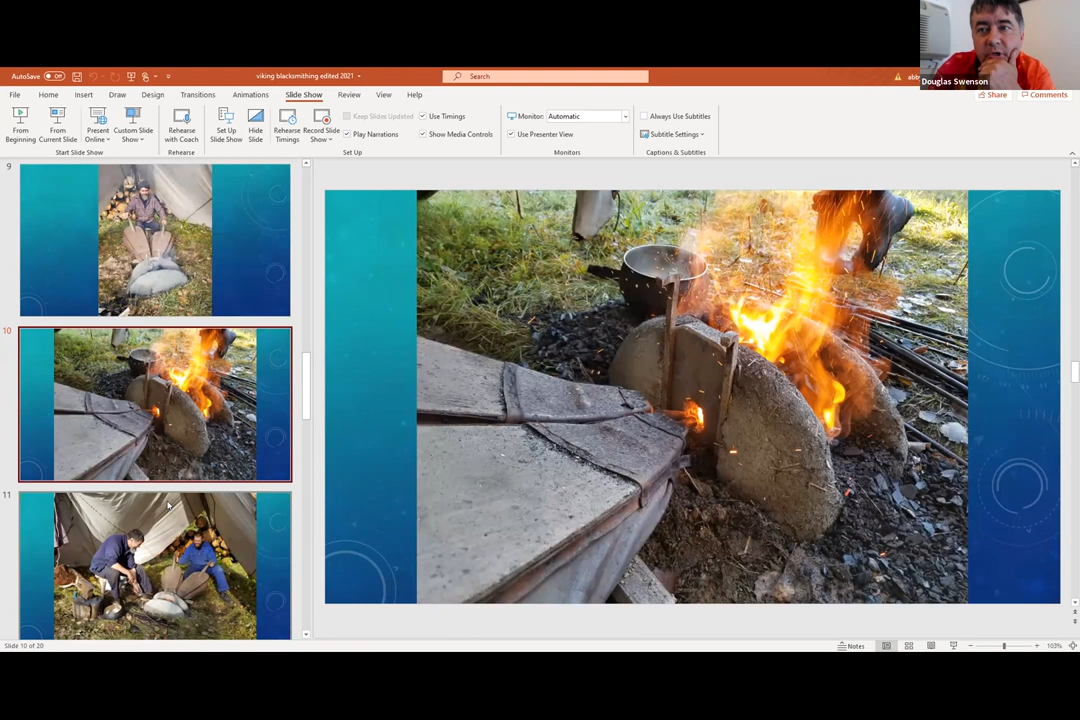 Douglas Swenson
AutoSave Off
viking blacksmithing edited 2021
Search
File Home Insert Draw Design Transitions Animations Slide Show Review View Help
Share Comments
From Beginning
From Current Slide
Present Online
Custom Slide Show
Start Slide Show
Rehearse with Coach
Rehearse
Set Up Slide Show
Hide Slide
Rehearse Timings
Record Slide Show
Keep Slides Updated
Play Narrations
Use Timings
Show Media Controls
Set Up
Monitor: Automatic
Use Presenter View
Monitors
Always Use Subtitles
Subtitle Settings
Captions & Subtitles
9
10
11
Slide 10 of 20
Notes
103%